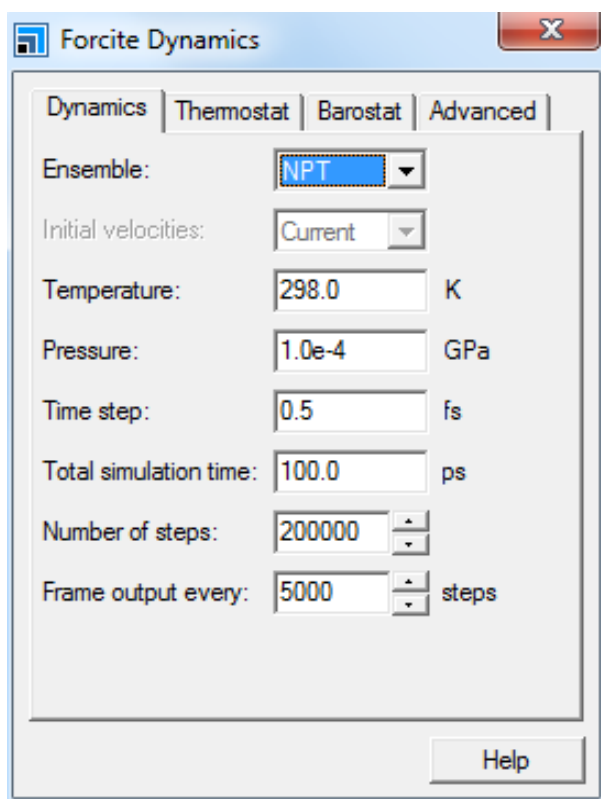 Forcite Dynamics
Dynamics Thermostat Barostat Advanced
Ensemble: NPT
Initial velocities: Current
Temperature: 298.0 K
Pressure: 1.0e-4 GPa
Time step: 0.5 fs
Total simulation time: 100.0 ps
Number of steps: 200000
Frame output every: 5000 steps
Help